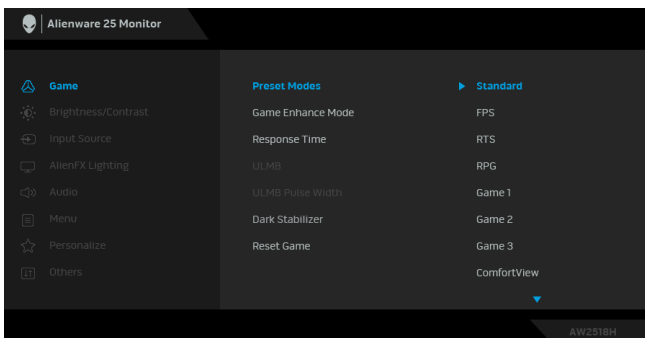 Alienware 25 Monitor
Game
Preset Modes
Standard
Brightness/Contrast
Game Enhance Mode
FPS
Input Source
Response Time
RTS
AlienFX Lighting
ULMB
RPG
Audio
ULMB Pulse Width
Game 1
Menu
Dark Stabilizer
Game 2
Personalize
Reset Game
Game 3
Others
ComfortView
AW2518H